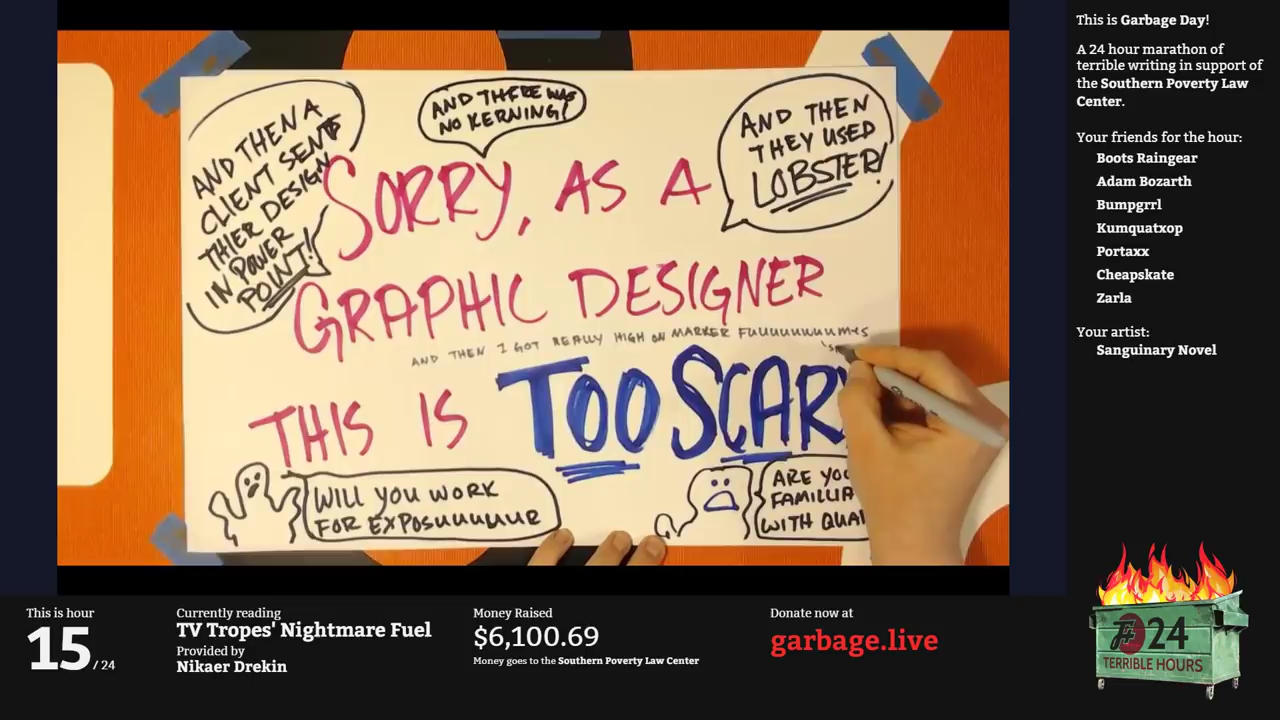 AND THEN A
CLIENT SENT
THIER DESIGN
IN POWER
POINT!
AND THERE WAS
NO KERNING!
AND THEN
THEY USED
LOBSTER!
SORRY, AS A
GRAPHIC DESIGNER
AND THEN I GOT REALLY HIGH ON MARKER FUUUUUUUUMES
THIS IS TOO SCAR
WILL YOU WORK
FOR EXPOSUUUUUUR
ARE YOU
FAMILLIA
WITH QUA
This is Garbage Day!
A 24 hour marathon of
terrible writing in support of
the Southern Poverty Law
Center.
Your friends for the hour:
Boots Raingear
Adam Bozarth
Bumpgrrl
Kumquatxop
Portaxx
Cheapskate
Zarla
Your artist:
Sanguinary Novel
This is hour
15 / 24
Currently reading
TV Tropes' Nightmare Fuel
Provided by
Nikaer Drekin
Money Raised
$6,100.69
Money goes to the Southern Poverty Law Center
Donate now at
garbage.live
F+ 24
TERRIBLE HOURS